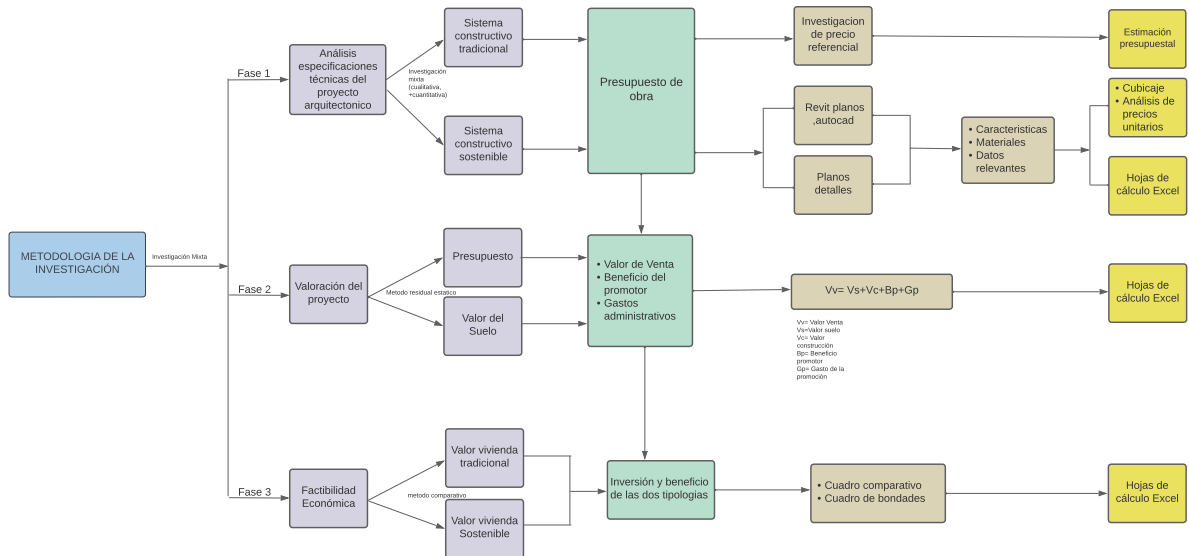 METODOLOGIA DE LA
INVESTIGACIÓN
Investigación Mixta
Fase 1
Análisis
especificaciones
técnicas del
proyecto
arquitectonico
Investigación
mixta
(cualitativa,
+cuantitativa)
Sistema
constructivo
tradicional
Sistema
constructivo
sostenible
Presupuesto de
obra
Investigacion
de precio
referencial
Estimación
presupuestal
Revit planos
,autocad
Planos
detalles
• Caracteristicas
• Materiales
• Datos
relevantes
• Cubicaje
• Análisis de
precios
unitarios
Hojas de
cálculo Excel
Fase 2
Valoración del
proyecto
Metodo residual estatico
Presupuesto
Valor del
Suelo
• Valor de Venta
• Beneficio del
promotor
• Gastos
administrativos
Vv= Vs+Vc+Bp+Gp
Vv= Valor Venta
Vs=Valor suelo
Vc= Valor
construcción
Bp= Beneficio
promotor
Gp= Gasto de la
promoción
Hojas de
cálculo Excel
Fase 3
Factibilidad
Económica
metodo comparativo
Valor vivienda
tradicional
Valor vivienda
Sostenible
Inversión y beneficio
de las dos tipologias
• Cuadro comparativo
• Cuadro de bondades
Hojas de
cálculo Excel